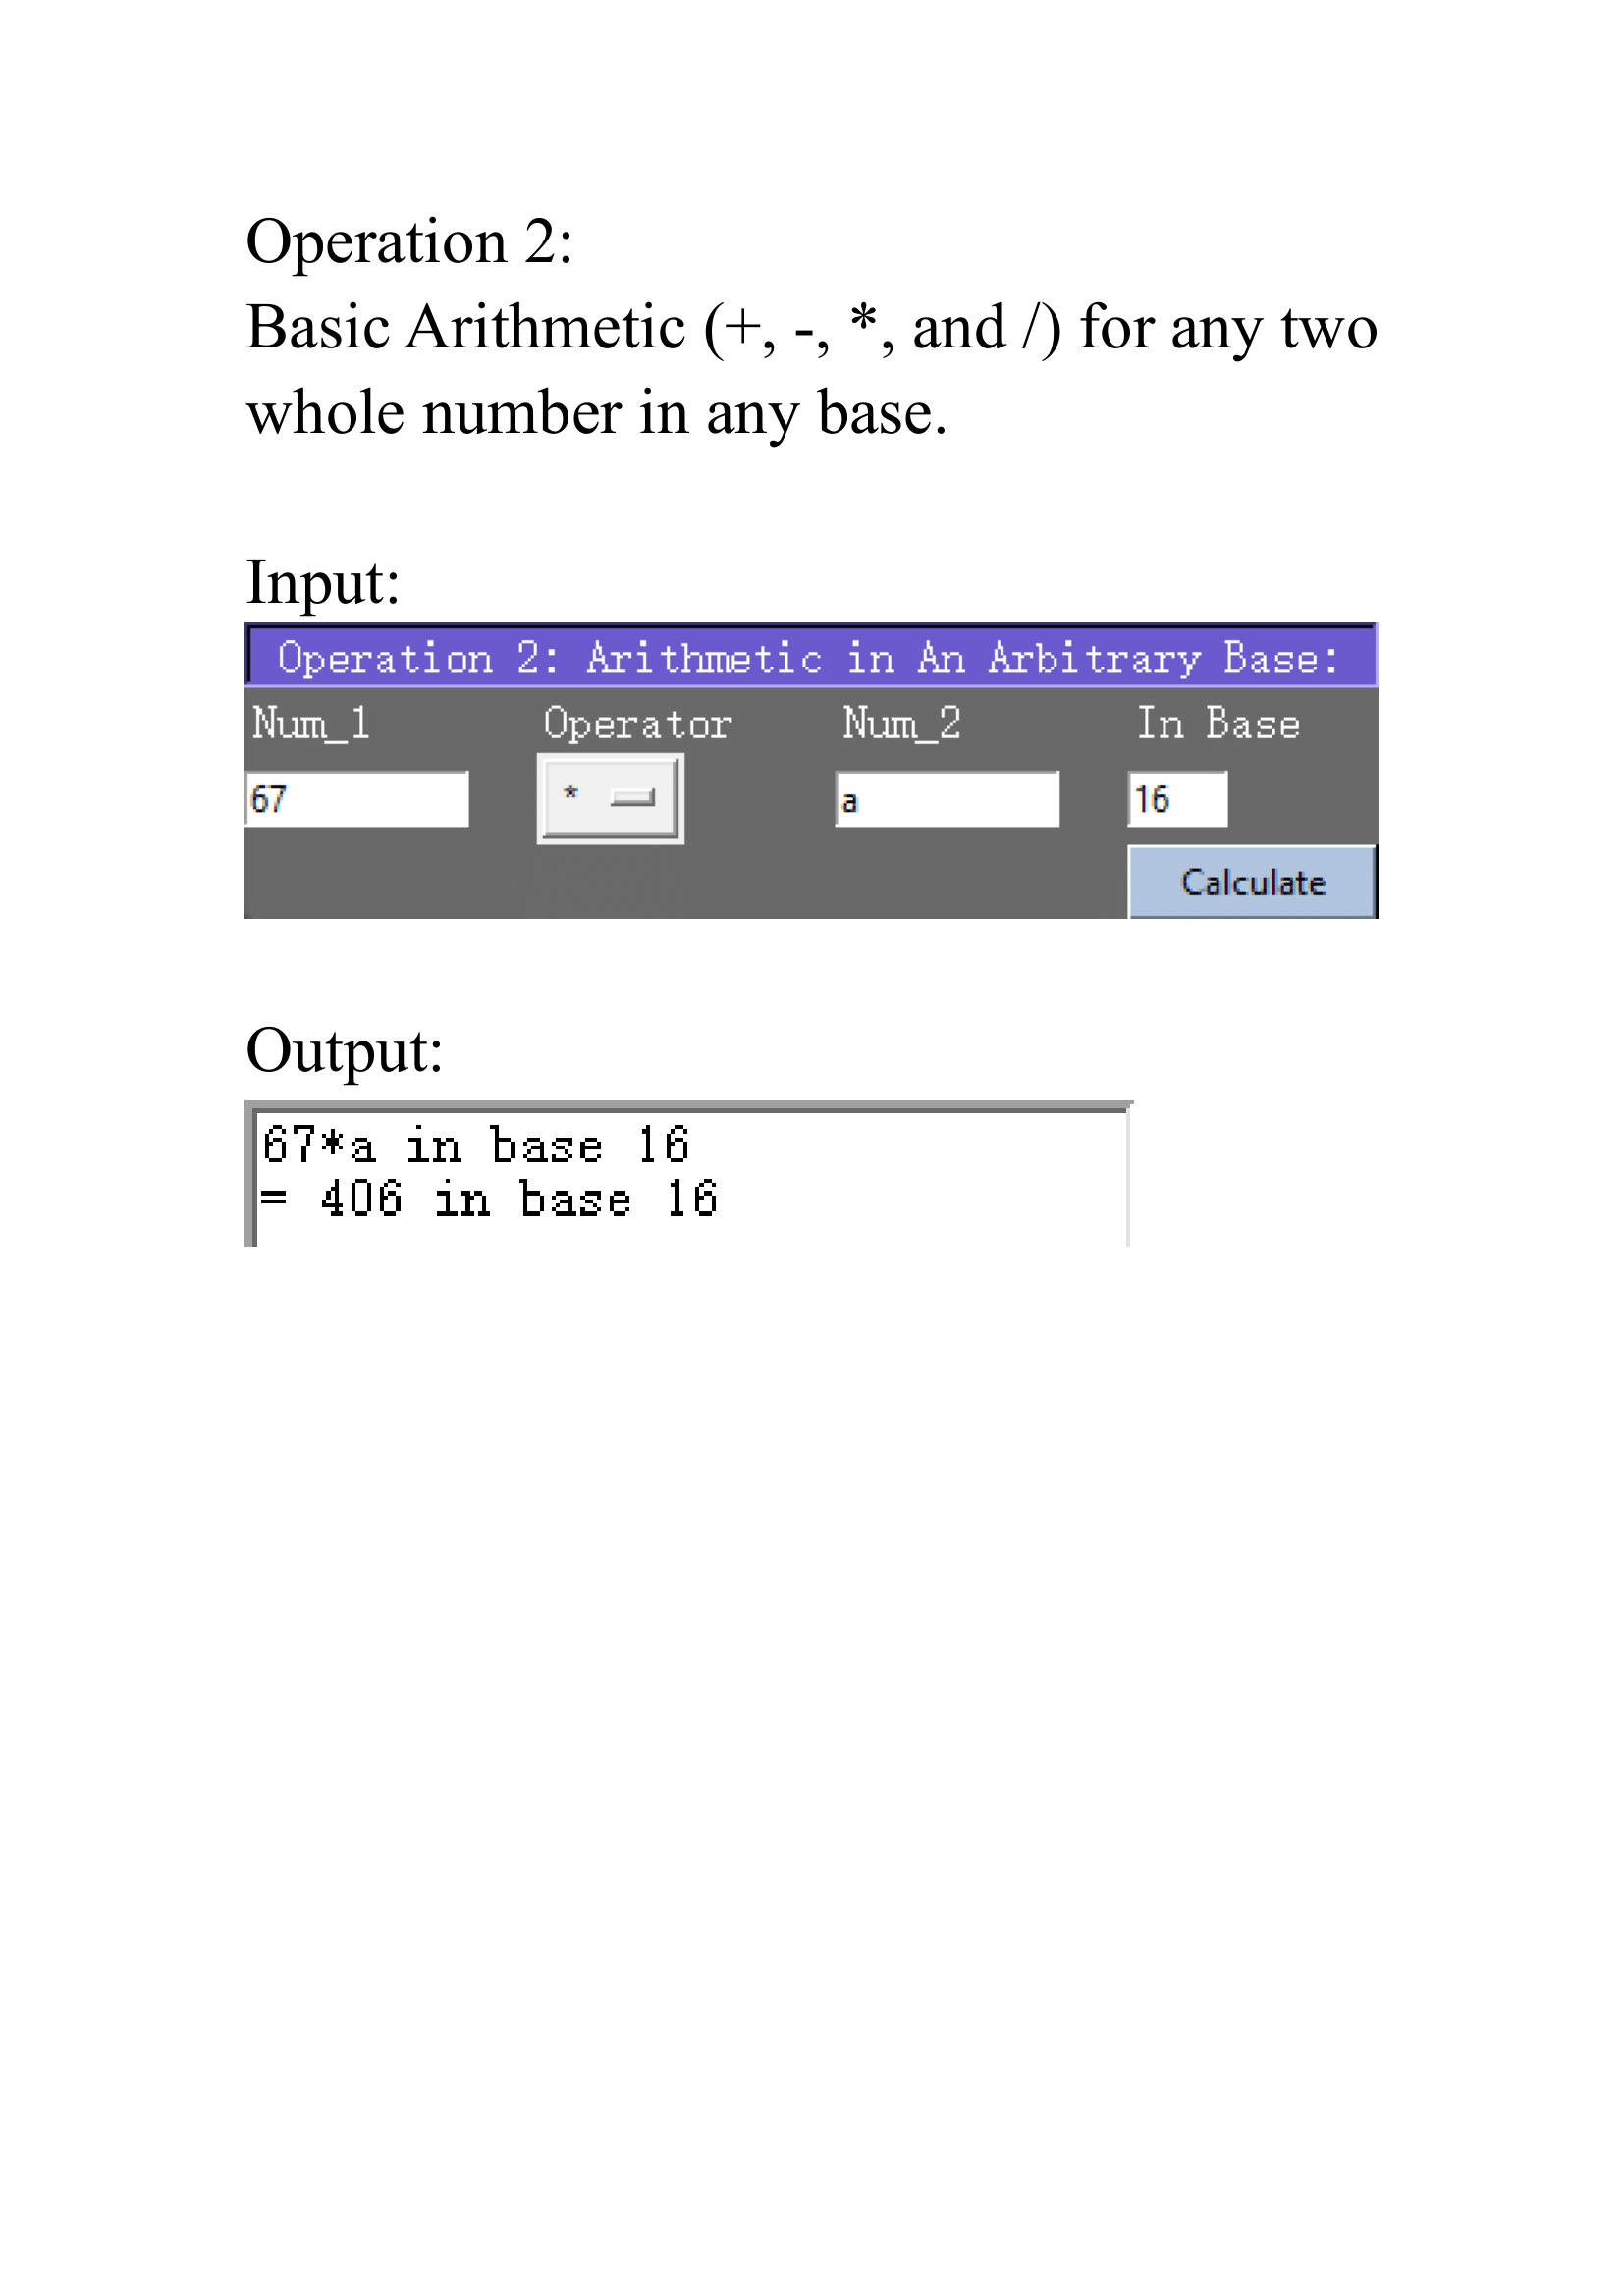 Operation 2:
Basic Arithmetic (+, -, *, and /) for any two
whole number in any base.
Input:
Operation 2: Arithmetic in An Arbitrary Base:
Num_1 Operator Num_2 In Base
67 * a 16
Calculate
Output:
67*a in base 16
= 406 in base 16